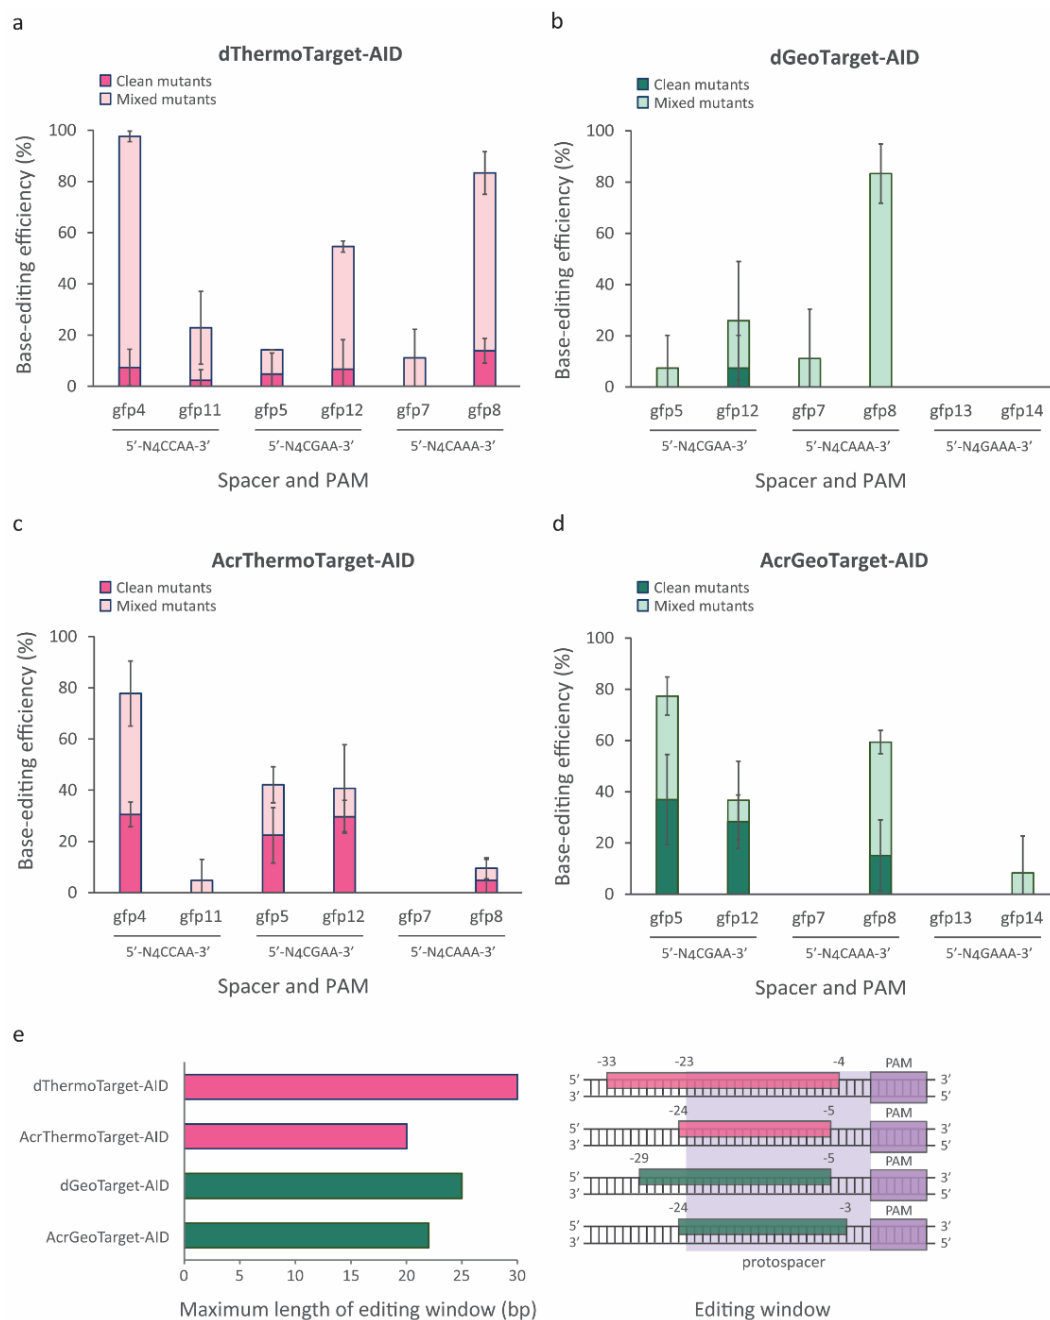 a
dThermoTarget-AID
Clean mutants
Mixed mutants
Base-editing efficiency (%)
100
80
60
40
20
0
gfp4 gfp11 gfp5 gfp12 gfp7 gfp8
5’-N4CCAA-3’ 5’-N4CGAA-3’ 5’-N4CAAA-3’
Spacer and PAM
b
dGeoTarget-AID
Clean mutants
Mixed mutants
Base-editing efficiency (%)
100
80
60
40
20
0
gfp5 gfp12 gfp7 gfp8 gfp13 gfp14
5’-N4CGAA-3’ 5’-N4CAAA-3’ 5’-N4GAAA-3’
Spacer and PAM
c
AcrThermoTarget-AID
Clean mutants
Mixed mutants
Base-editing efficiency (%)
100
80
60
40
20
0
gfp4 gfp11 gfp5 gfp12 gfp7 gfp8
5’-N4CCAA-3’ 5’-N4CGAA-3’ 5’-N4CAAA-3’
Spacer and PAM
d
AcrGeoTarget-AID
Clean mutants
Mixed mutants
Base-editing efficiency (%)
100
80
60
40
20
0
gfp5 gfp12 gfp7 gfp8 gfp13 gfp14
5’-N4CGAA-3’ 5’-N4CAAA-3’ 5’-N4GAAA-3’
Spacer and PAM
e
dThermoTarget-AID
AcrThermoTarget-AID
dGeoTarget-AID
AcrGeoTarget-AID
0 5 10 15 20 25 30
Maximum length of editing window (bp)
-33 -23 -4 PAM
5’ 3’
3’ 5’
-24 -5 PAM
5’ 3’
3’ 5’
-29 -5 PAM
5’ 3’
3’ 5’
-24 -3 PAM
5’ 3’
3’ 5’
protospacer
Editing window